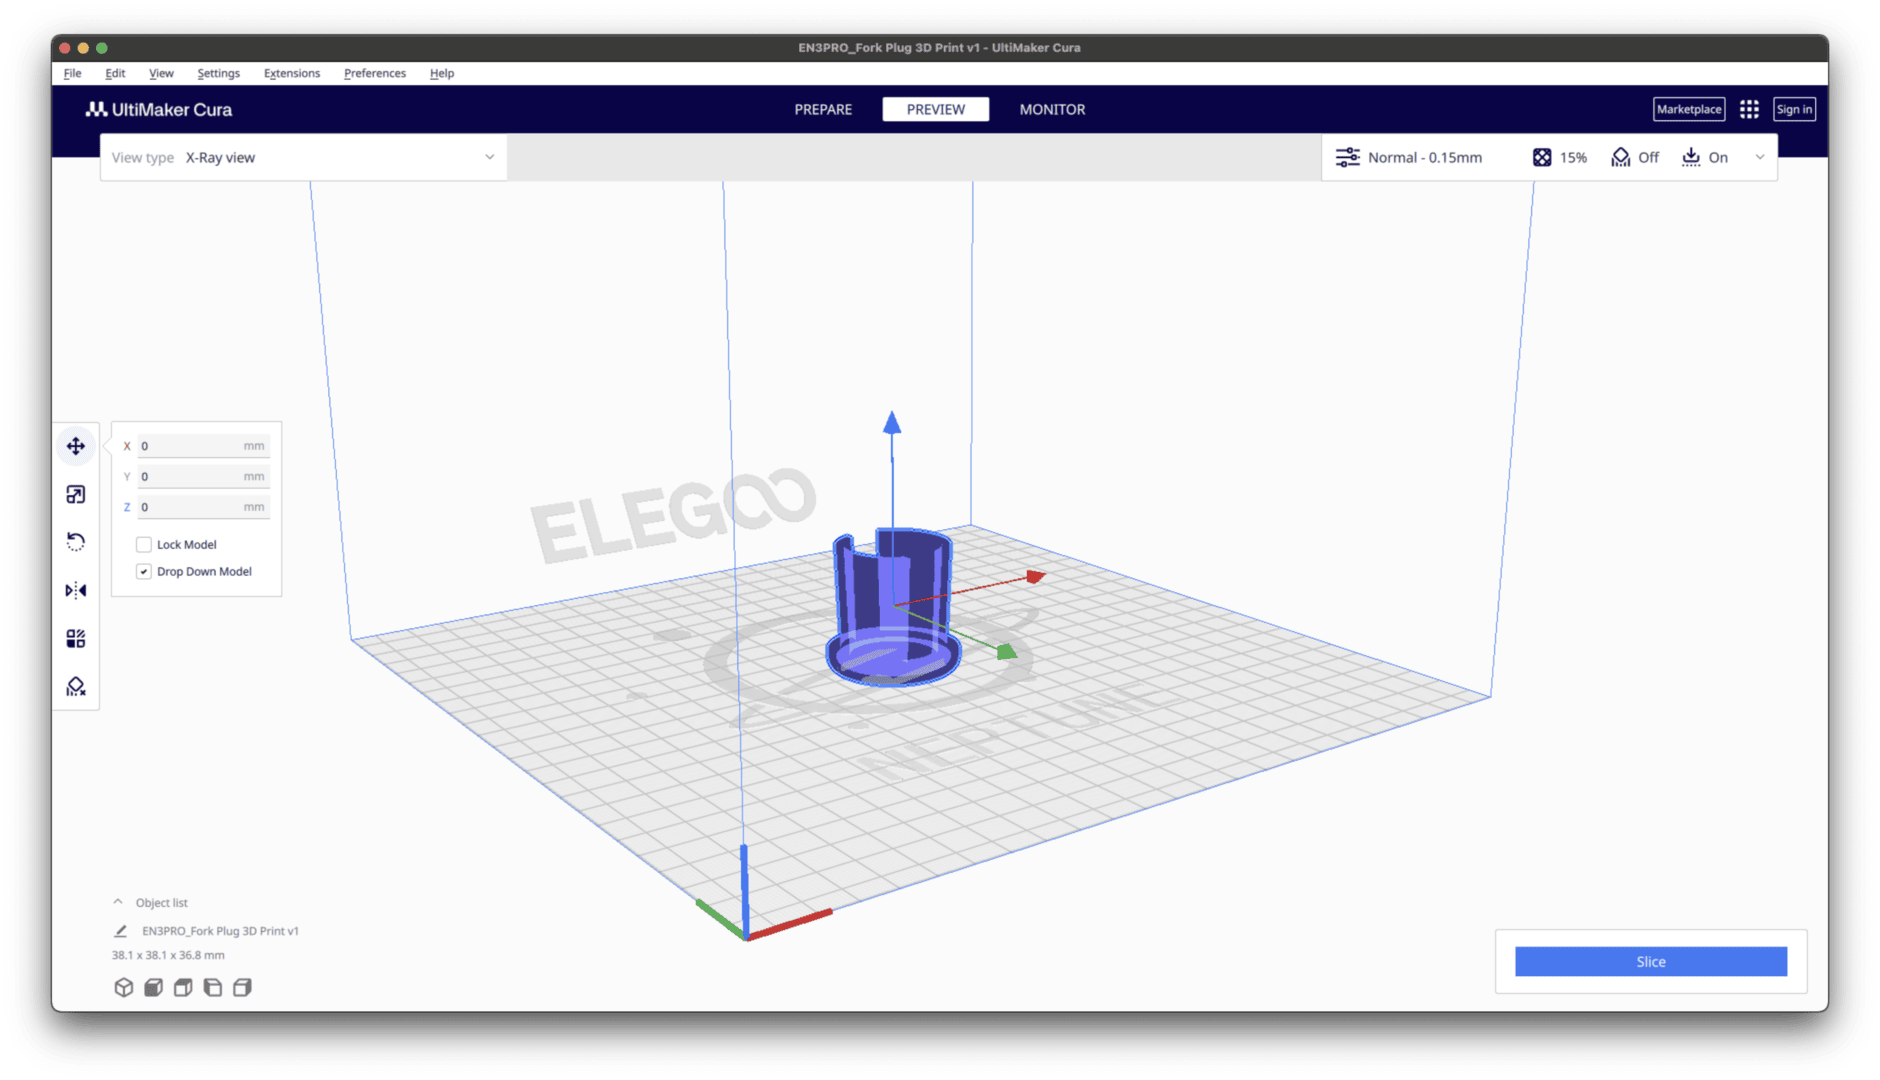 EN3PRO_Fork Plug 3D Print v1 - UltiMaker Cura
File Edit View Settings Extensions Preferences Help
UltiMaker Cura
PREPARE PREVIEW MONITOR
Marketplace
Sign in
View type X-Ray view
Normal - 0.15mm 15% Off On
ELEGOO
NEPTUNE
X 0 mm
Y 0 mm
Z 0 mm
Lock Model
Drop Down Model
Object list
EN3PRO_Fork Plug 3D Print v1
38.1 x 38.1 x 36.8 mm
Slice